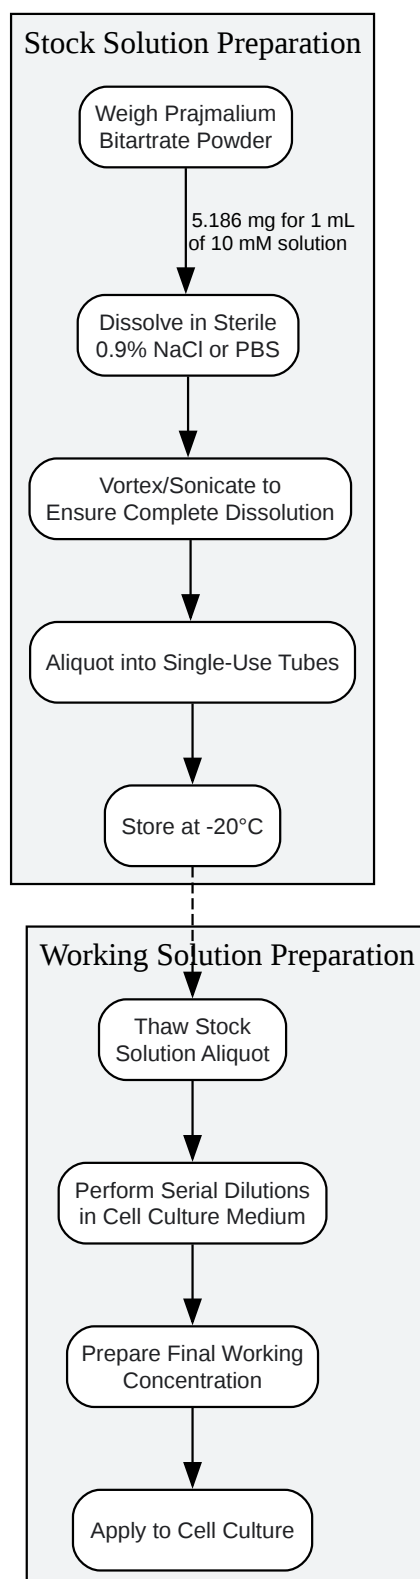 Stock Solution Preparation
Weigh Prajmalium
Bitartrate Powder
5.186 mg for 1 mL
of 10 mM solution
Dissolve in Sterile
0.9% NaCl or PBS
Vortex/Sonicate to
Ensure Complete Dissolution
Aliquot into Single-Use Tubes
Store at -20°C
Working Solution Preparation
Thaw Stock
Solution Aliquot
Perform Serial Dilutions
in Cell Culture Medium
Prepare Final Working
Concentration
Apply to Cell Culture